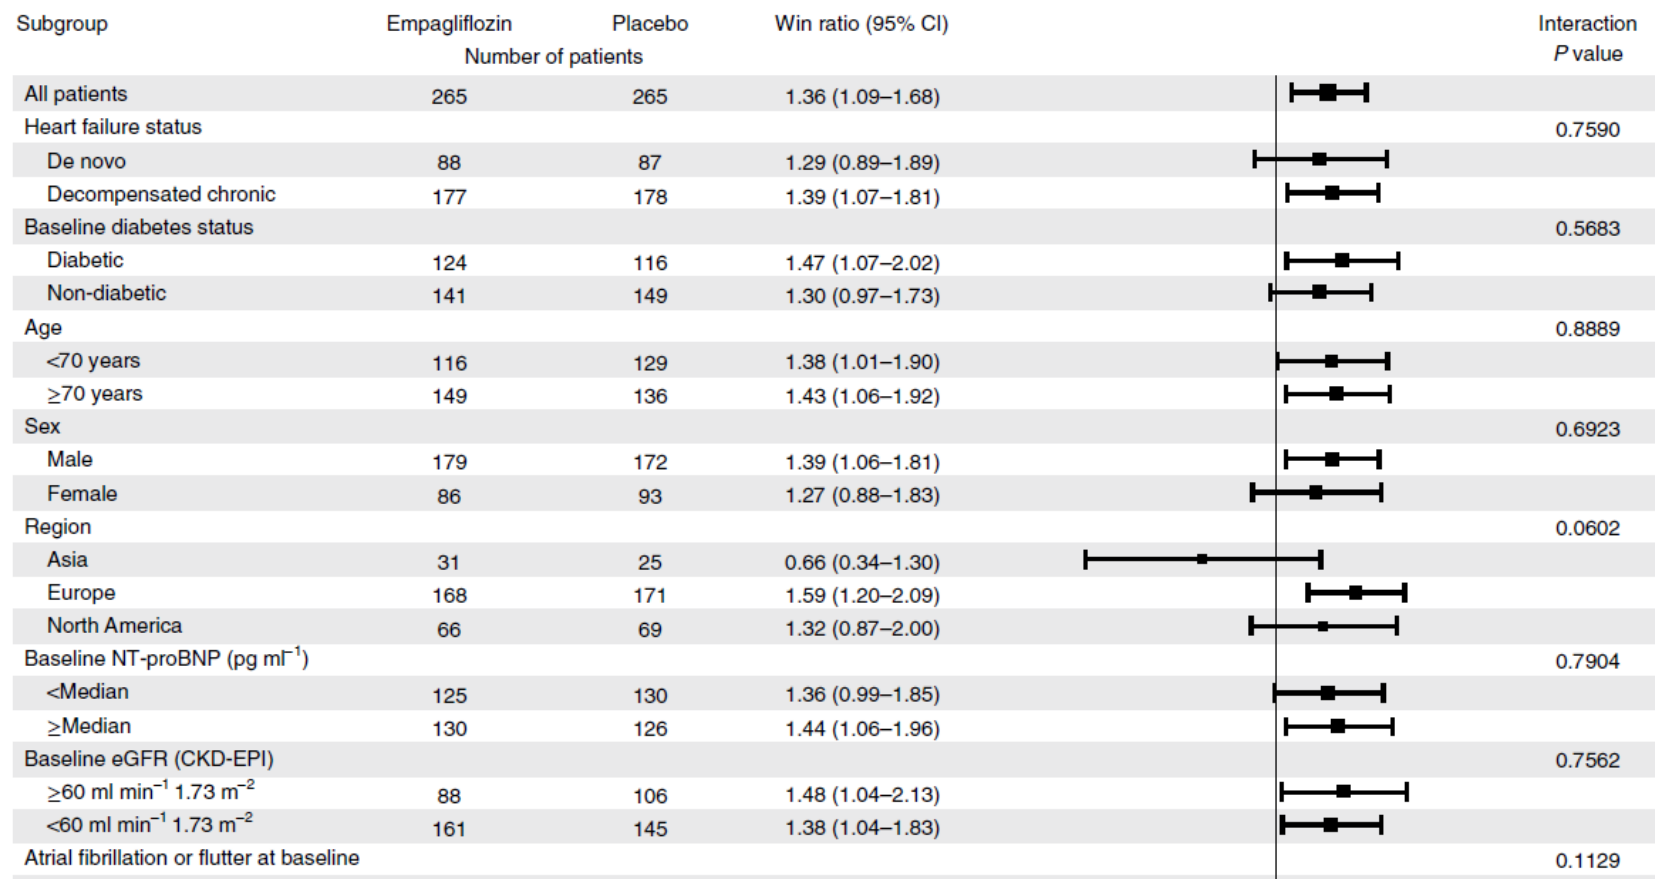 Subgroup Empagliflozin Placebo Win ratio (95% CI) Interaction
Number of patients P value
All patients 265 265 1.36 (1.09–1.68)
Heart failure status 0.7590
De novo 88 87 1.29 (0.89–1.89)
Decompensated chronic 177 178 1.39 (1.07–1.81)
Baseline diabetes status 0.5683
Diabetic 124 116 1.47 (1.07–2.02)
Non-diabetic 141 149 1.30 (0.97–1.73)
Age 0.8889
<70 years 116 129 1.38 (1.01–1.90)
≥70 years 149 136 1.43 (1.06–1.92)
Sex 0.6923
Male 179 172 1.39 (1.06–1.81)
Female 86 93 1.27 (0.88–1.83)
Region 0.0602
Asia 31 25 0.66 (0.34–1.30)
Europe 168 171 1.59 (1.20–2.09)
North America 66 69 1.32 (0.87–2.00)
Baseline NT-proBNP (pg ml⁻¹) 0.7904
<Median 125 130 1.36 (0.99–1.85)
≥Median 130 126 1.44 (1.06–1.96)
Baseline eGFR (CKD-EPI) 0.7562
≥60 ml min⁻¹ 1.73 m⁻² 88 106 1.48 (1.04–2.13)
<60 ml min⁻¹ 1.73 m⁻² 161 145 1.38 (1.04–1.83)
Atrial fibrillation or flutter at baseline 0.1129